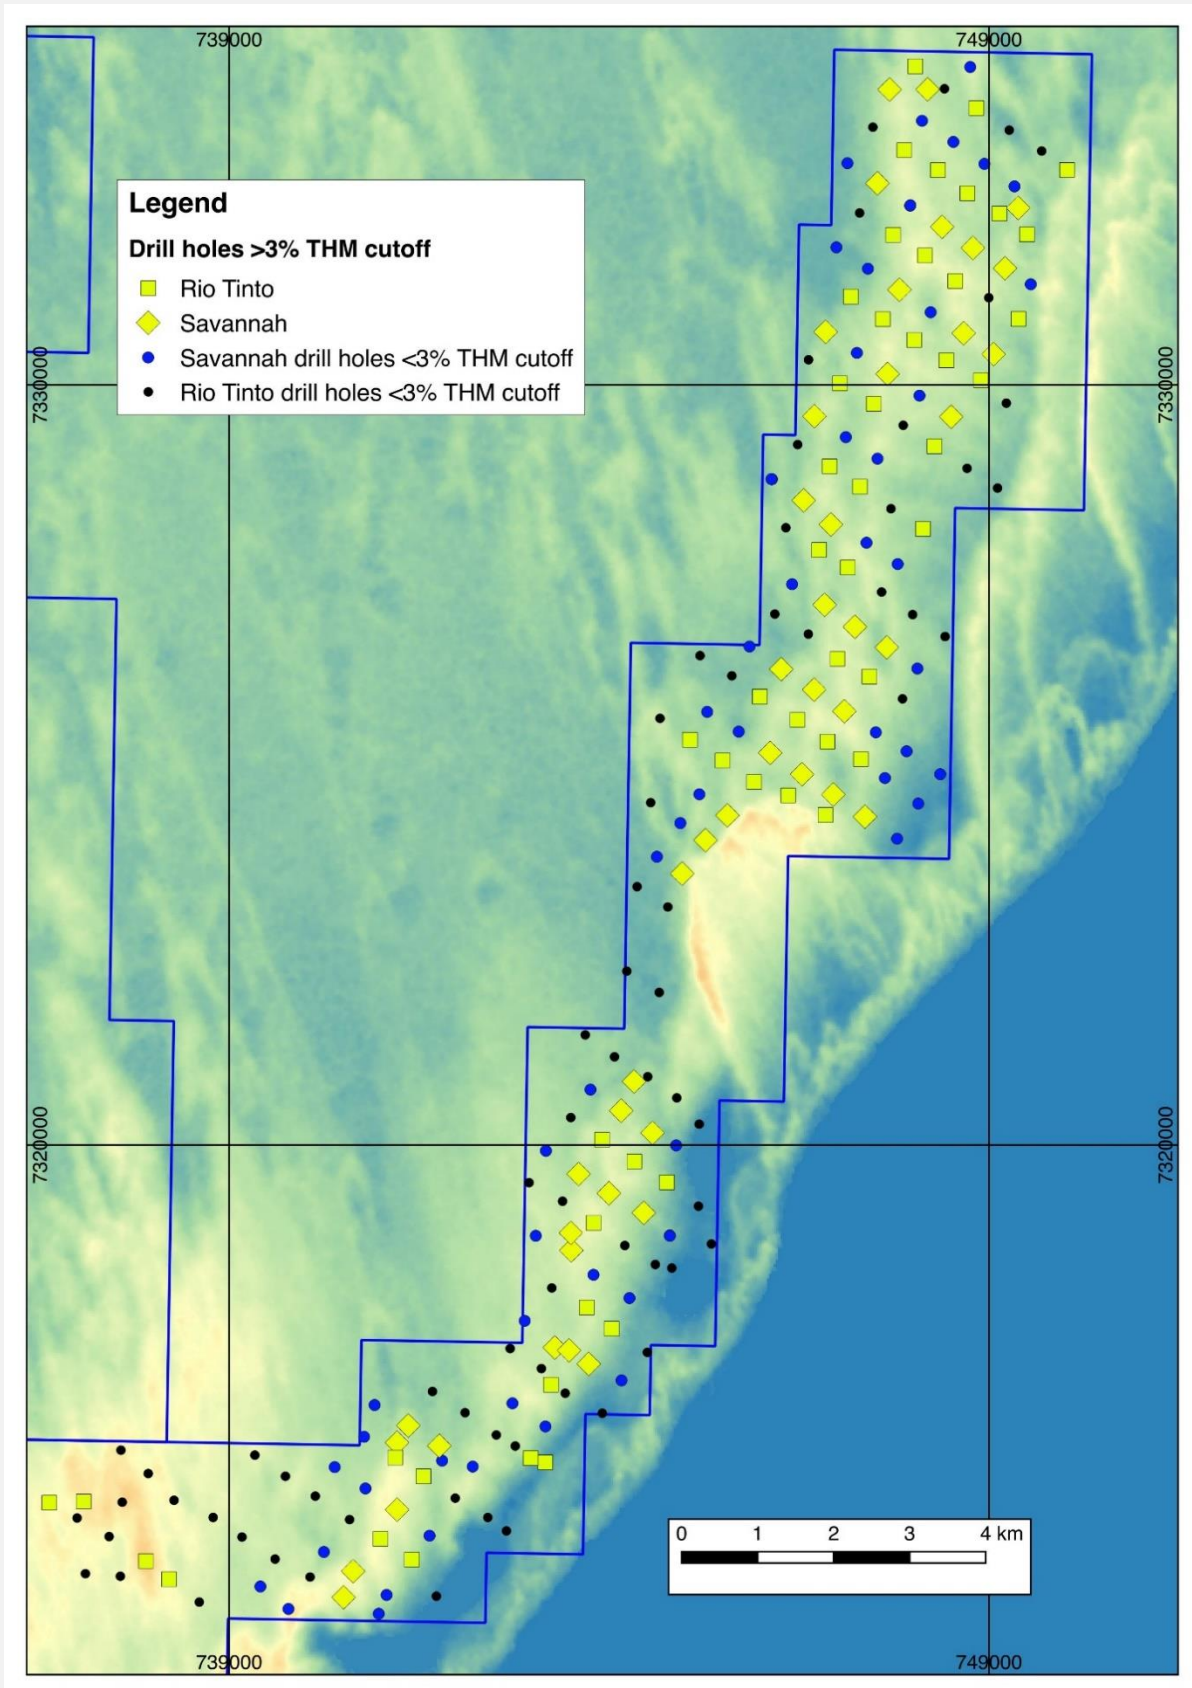 739000 749000
Legend
Drill holes >3% THM cutoff
Rio Tinto
Savannah
Savannah drill holes <3% THM cutoff
Rio Tinto drill holes <3% THM cutoff
7330000 7330000
7320000 7320000
0 1 2 3 4 km
739000 749000